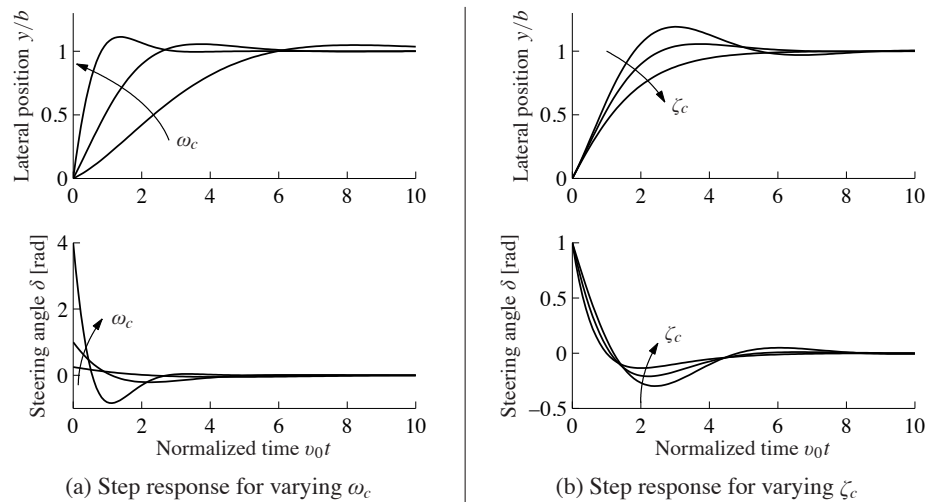 Lateral position y/b
1
0.5
0
0 2 4 6 8 10
ω_c
Steering angle δ [rad]
4
2
0
0 2 4 6 8 10
ω_c
Normalized time v₀t
(a) Step response for varying ω_c
Lateral position y/b
1
0.5
0
0 2 4 6 8 10
ζ_c
Steering angle δ [rad]
1
0.5
0
−0.5
0 2 4 6 8 10
ζ_c
Normalized time v₀t
(b) Step response for varying ζ_c